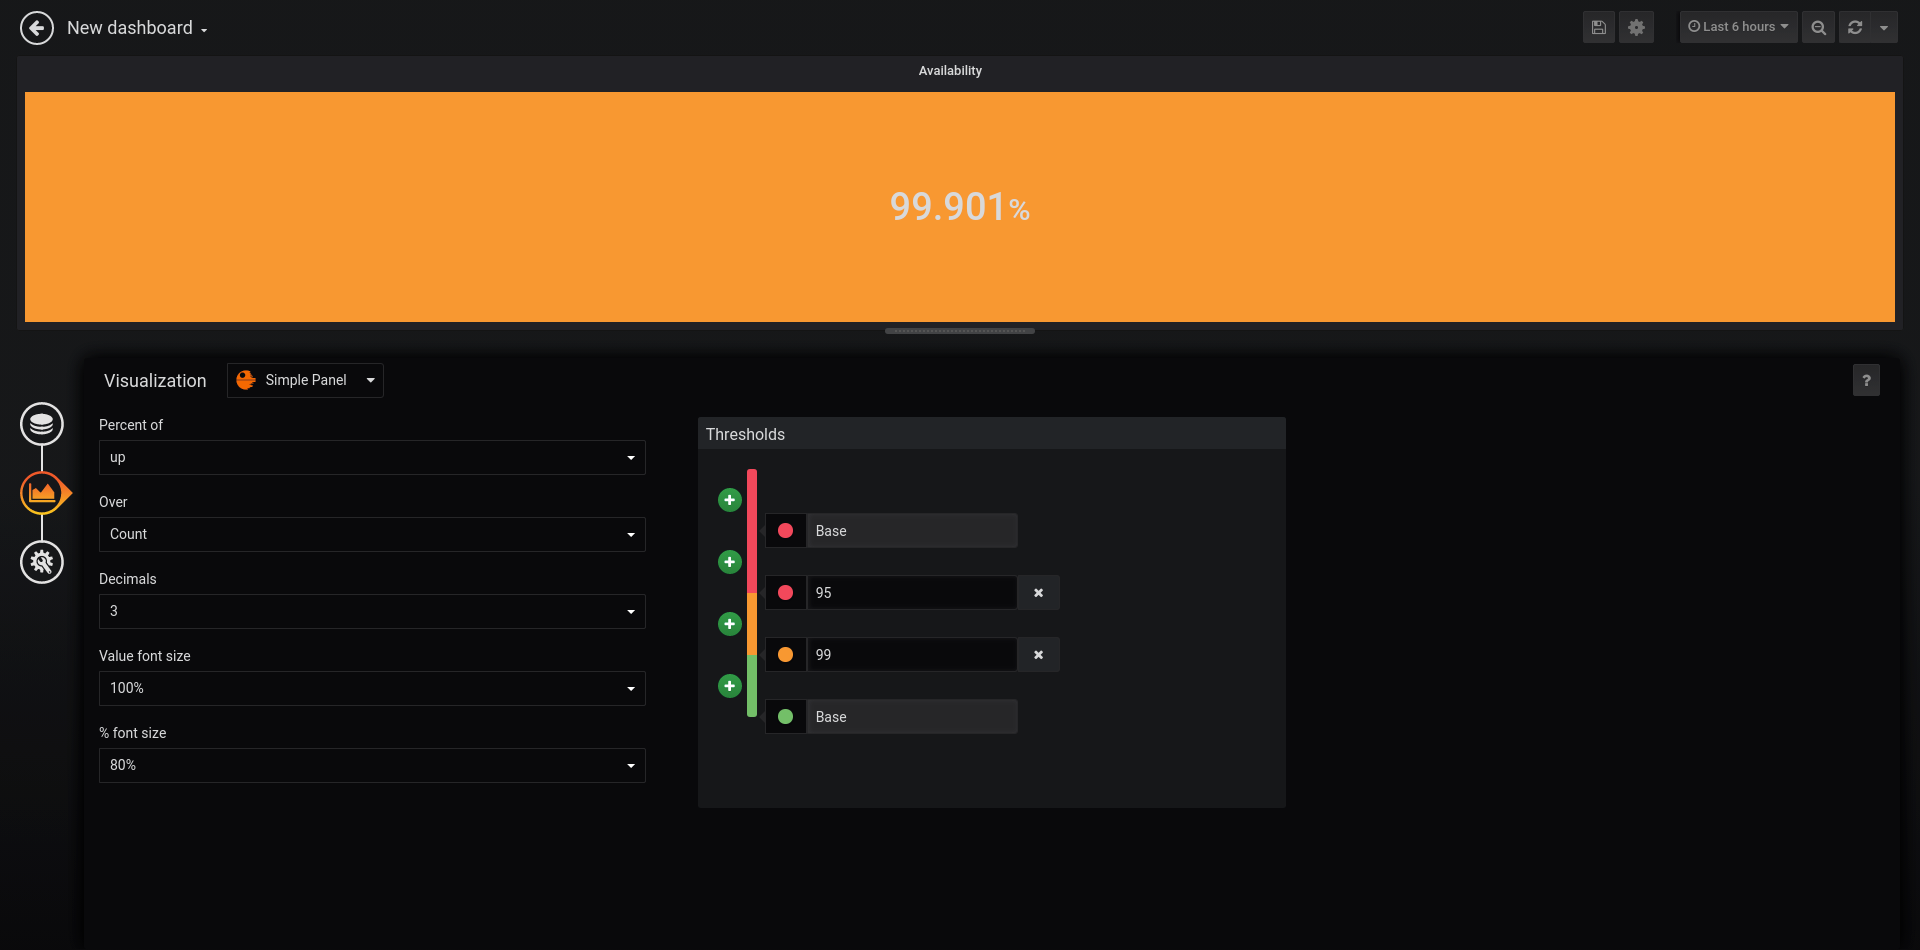 New dashboard
Last 6 hours
Availability
99.901%
Visualization
Simple Panel
?
Percent of
up
Over
Count
Decimals
3
Value font size
100%
% font size
80%
Thresholds
Base
95
99
Base